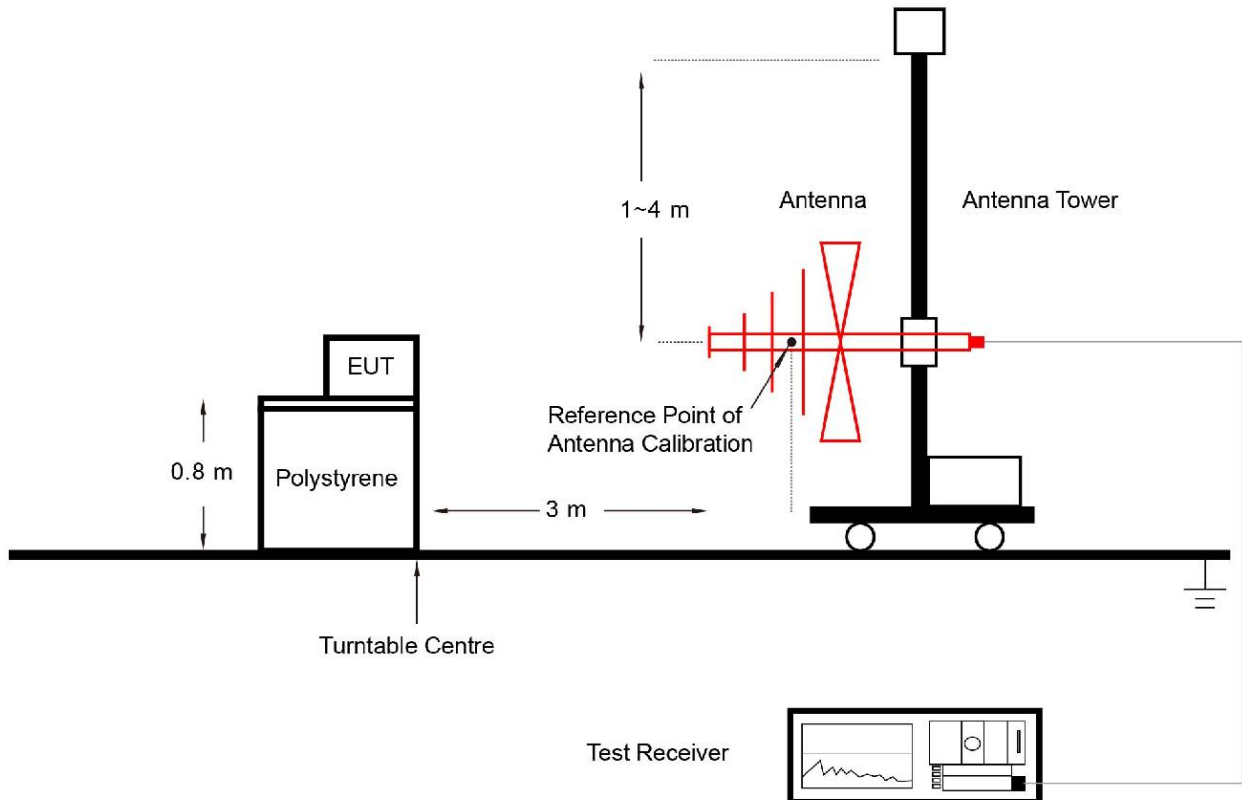 1~4 m
Antenna
Antenna Tower
EUT
Reference Point of
Antenna Calibration
0.8 m
Polystyrene
3 m
Turntable Centre
Test Receiver